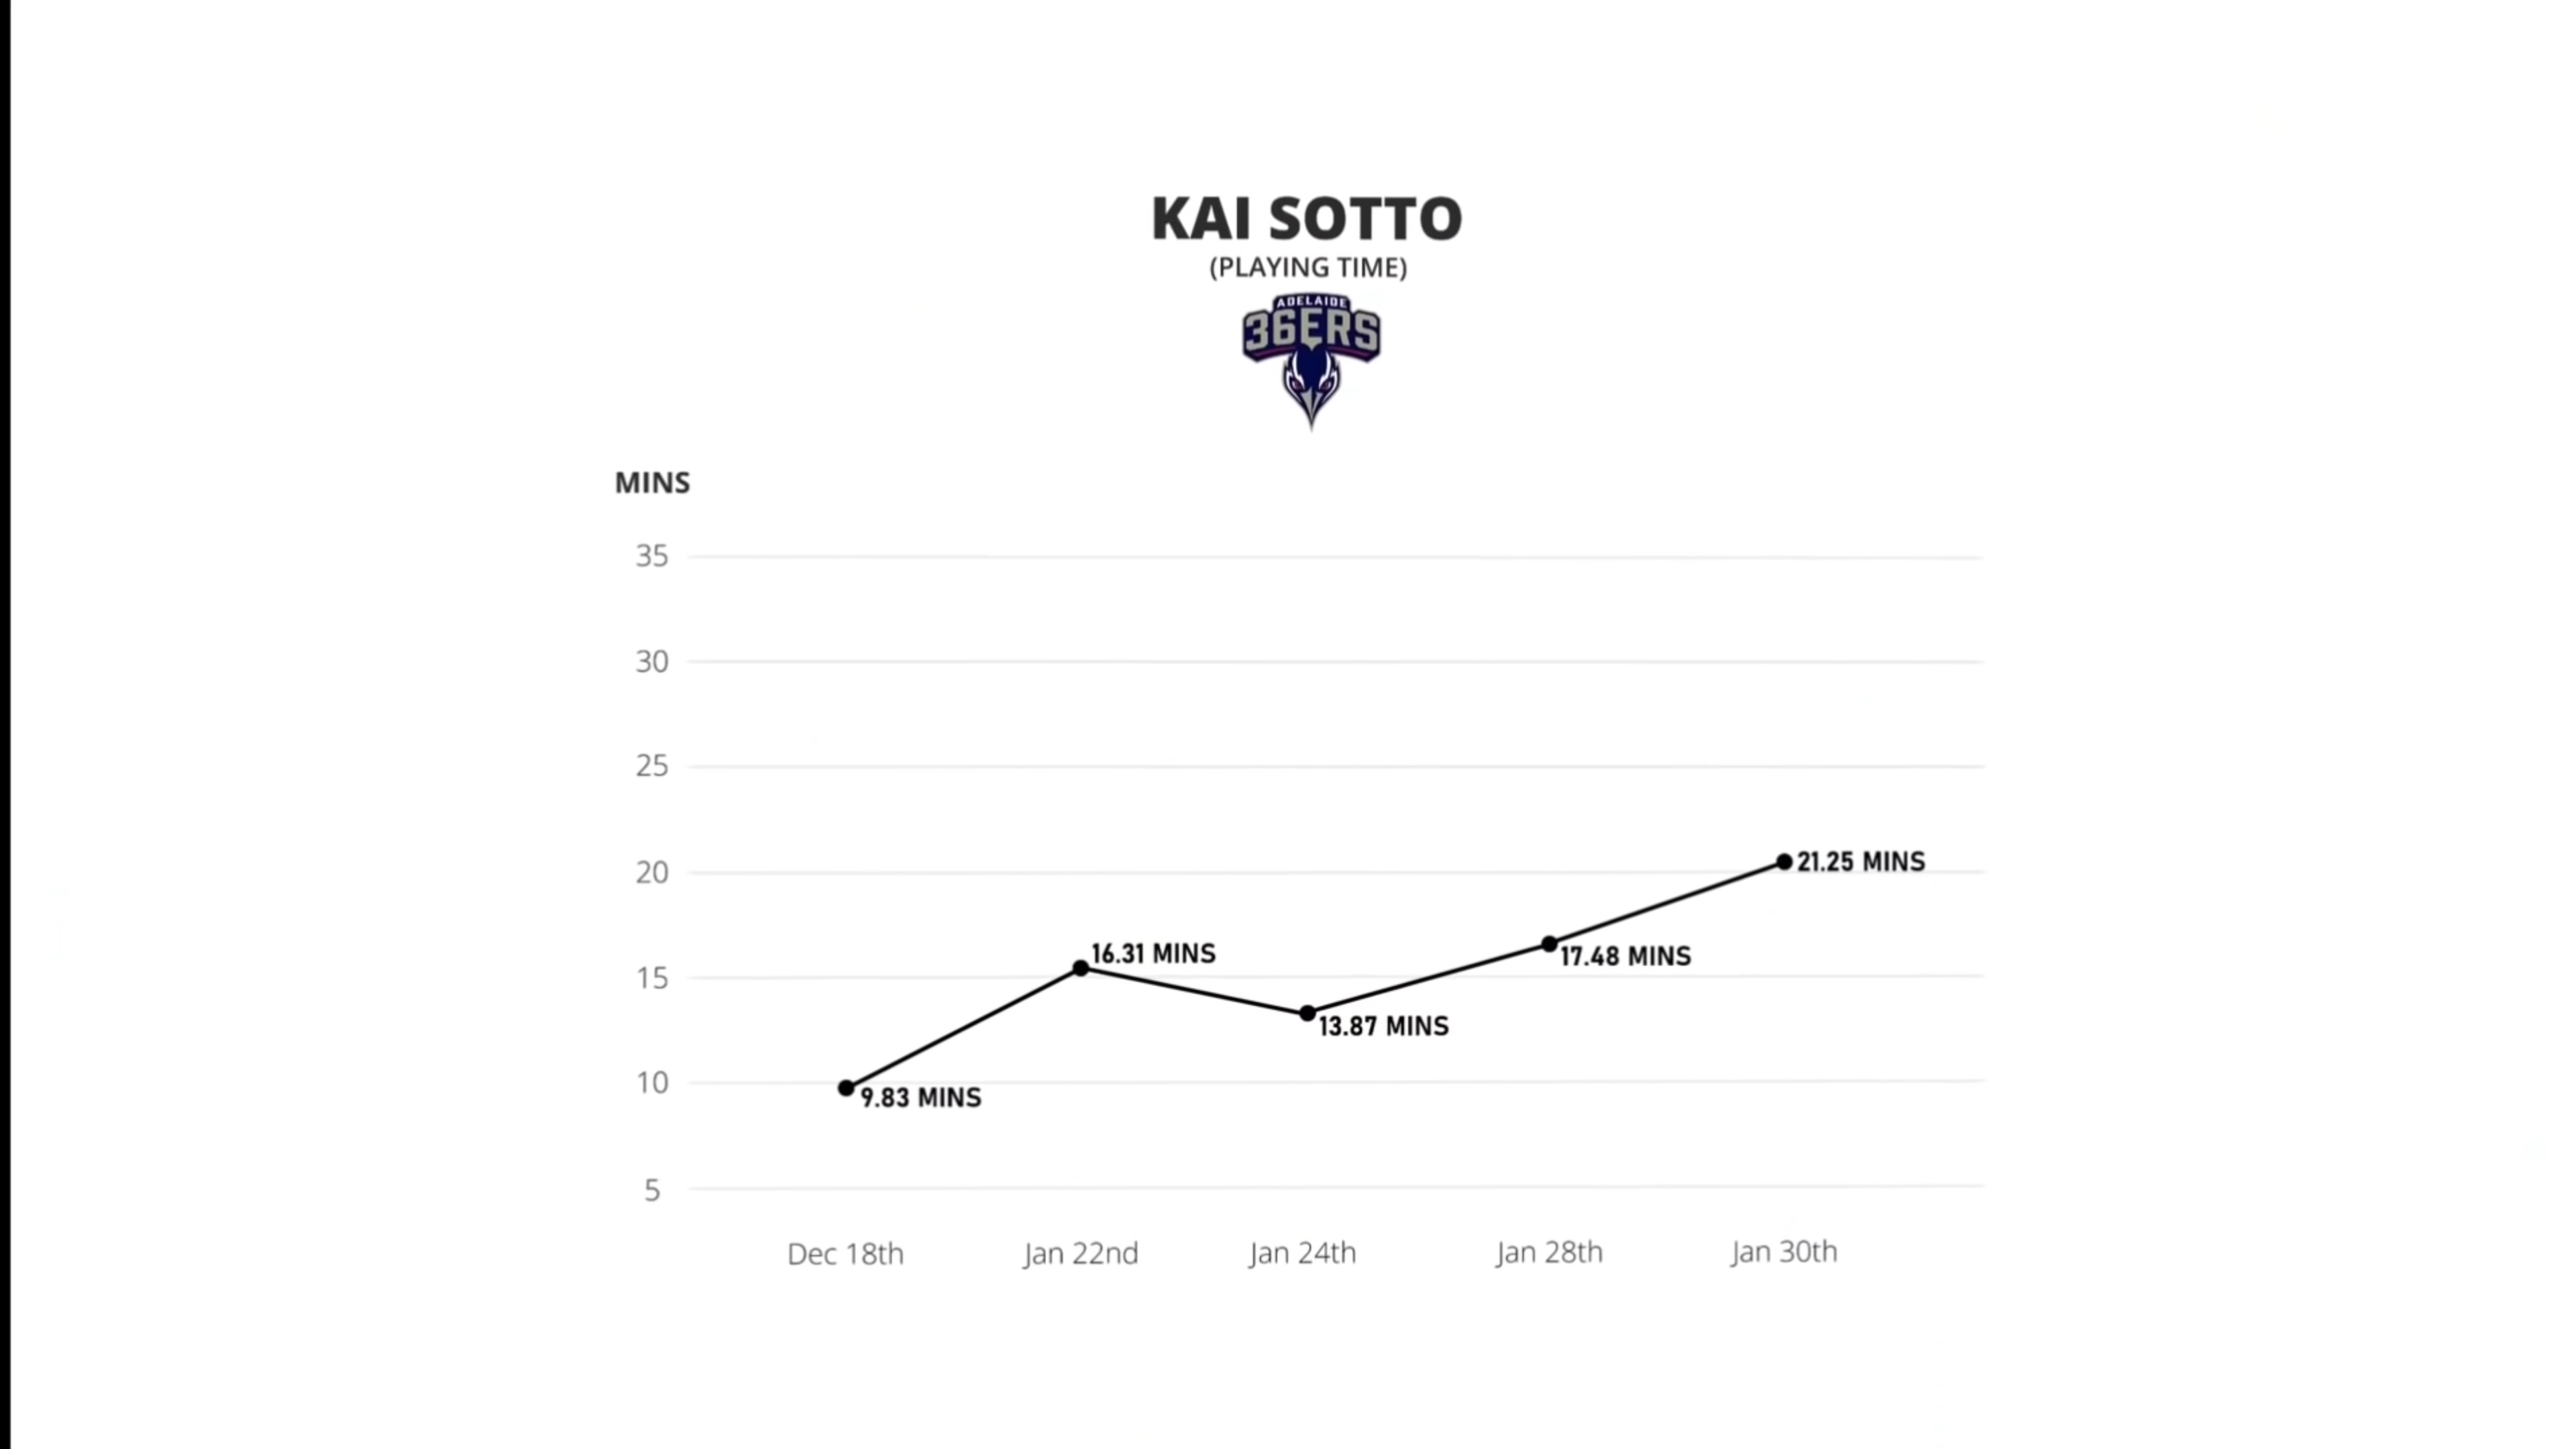 KAI SOTTO
(PLAYING TIME)
ADELAIDE
36ERS
MINS
35
30
25
20
21.25 MINS
16.31 MINS
17.48 MINS
15
13.87 MINS
10
9.83 MINS
5
Dec 18th
Jan 22nd
Jan 24th
Jan 28th
Jan 30th